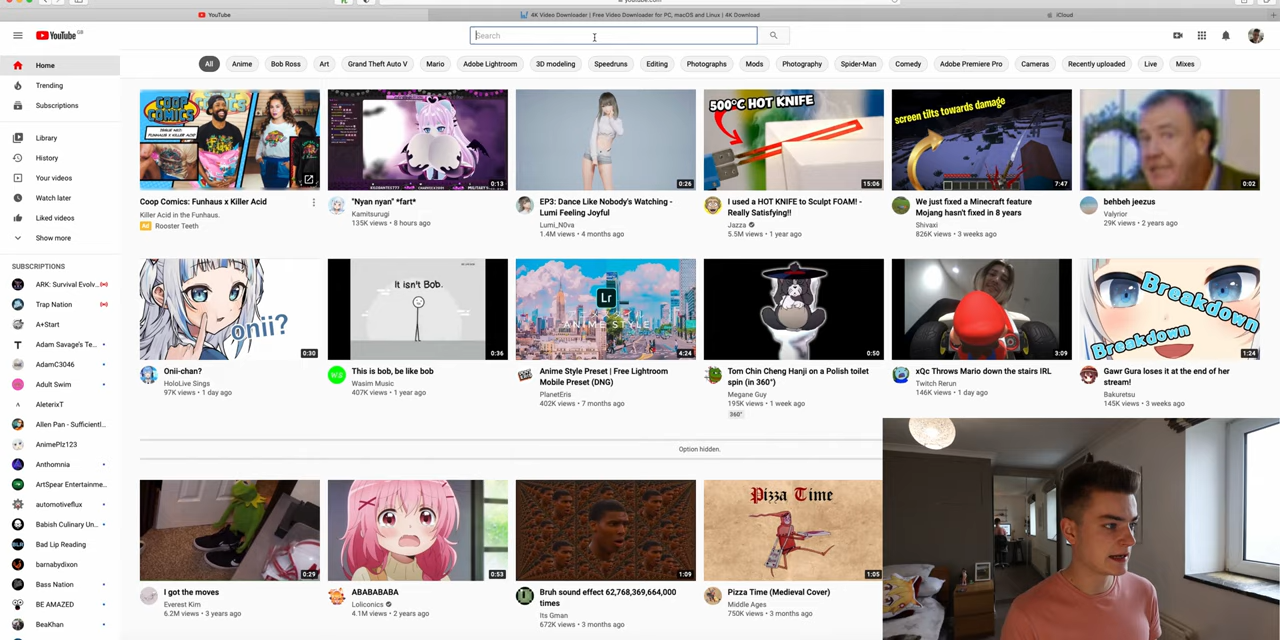 youtube.com
YouTube
4K Video Downloader | Free Video Downloader for PC, macOS and Linux | 4K Download
iCloud
YouTube GB
Search
Home
Trending
Subscriptions
Library
History
Your videos
Watch later
Liked videos
Show more
SUBSCRIPTIONS
ARK: Survival Evolv...
Trap Nation
A+Start
Adam Savage's Te...
AdamC3046
Adult Swim
AleterixT
Allen Pan - Sufficientl...
AnimePlz123
Anthomnia
ArtSpear Entertainme...
automotiveflux
Babish Culinary Un...
Bad Lip Reading
barnabydixon
Bass Nation
BE AMAZED
BeaKhan
All
Anime
Bob Ross
Art
Grand Theft Auto V
Mario
Adobe Lightroom
3D modeling
Speedruns
Editing
Photographs
Mods
Photography
Spider-Man
Comedy
Adobe Premiere Pro
Cameras
Recently uploaded
Live
Mixes
COOP
COMICS
Coop Comics: Funhaus x Killer Acid
Killer Acid in the Funhaus.
Ad Rooster Teeth
0:13
"Nyan nyan" *fart*
Kamitsurugi
135K views • 8 hours ago
0:26
EP3: Dance Like Nobody's Watching -
Lumi Feeling Joyful
Lumi_N0va
1.4M views • 4 months ago
500°C HOT KNIFE
15:06
I used a HOT KNIFE to Sculpt FOAM! -
Really Satisfying!!
Jazza
5.5M views • 1 year ago
screen tilts towards damage
7:47
We just fixed a Minecraft feature
Mojang hasn't fixed in 8 years
Shivaxi
826K views • 3 weeks ago
0:02
behbeh jeezus
Valyrior
29K views • 2 years ago
onii?
0:30
Onii-chan?
HoloLive Sings
97K views • 1 day ago
It isn't Bob.
0:36
This is bob, be like bob
Wasim Music
407K views • 1 year ago
Lr
ANIME STYLE
4:24
Anime Style Preset | Free Lightroom
Mobile Preset (DNG)
PlanetEris
402K views • 7 months ago
0:50
Tom Chin Cheng Hanji on a Polish toilet
spin (in 360°)
Megane Guy
195K views • 1 week ago
360°
3:09
xQc Throws Mario down the stairs IRL
Twitch Rerun
146K views • 1 day ago
Breakdown
Breakdown
1:24
Gawr Gura loses it at the end of her
stream!
Bakuretsu
145K views • 3 weeks ago
Option hidden.
0:29
I got the moves
Everest Kim
6.2M views • 3 years ago
0:53
ABABABABA
Loliconics
4.1M views • 2 years ago
1:09
Bruh sound effect 62,768,369,664,000
times
Its Gman
672K views • 3 months ago
Pizza Time
1:05
Pizza Time (Medieval Cover)
Middle Ages
750K views • 3 months ago